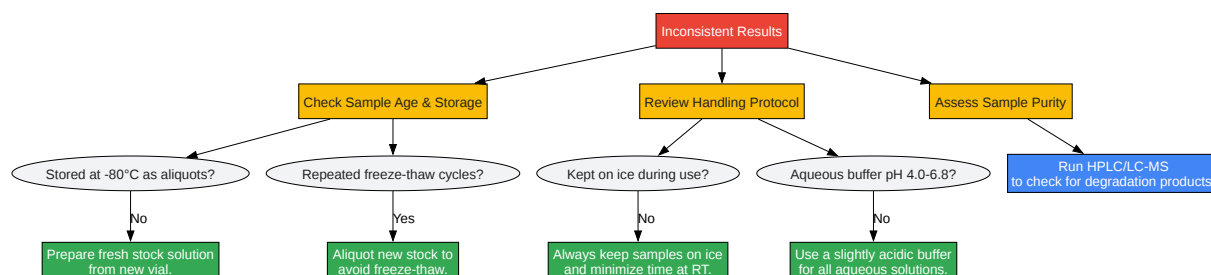 Inconsistent Results
Check Sample Age & Storage
Review Handling Protocol
Assess Sample Purity
Stored at -80°C as aliquots?
Repeated freeze-thaw cycles?
Kept on ice during use?
Aqueous buffer pH 4.0-6.8?
Run HPLC/LC-MS
to check for degradation products.
No
Yes
No
No
Prepare fresh stock solution
from new vial.
Aliquot new stock to
avoid freeze-thaw.
Always keep samples on ice
and minimize time at RT.
Use a slightly acidic buffer
for all aqueous solutions.